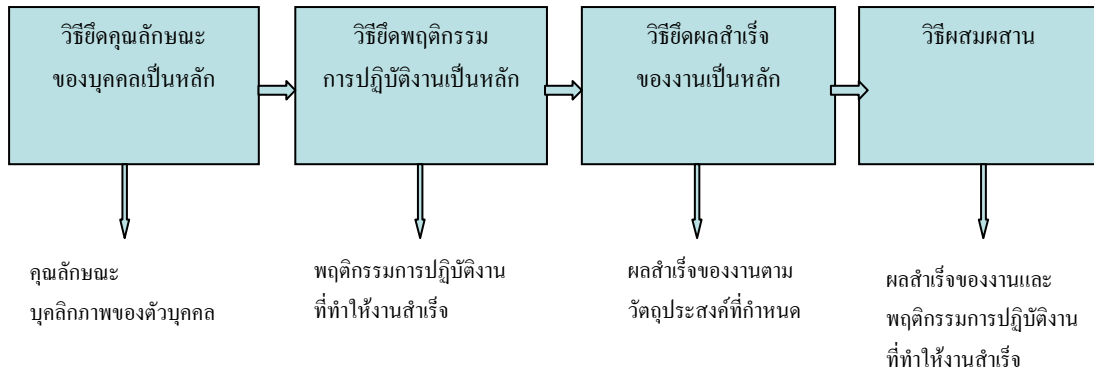 วิธียึดคุณลักษณะ
ของบุคคลเป็นหลัก
วิธียึดพฤติกรรม
การปฏิบัติงานเป็นหลัก
วิธียึดผลสำเร็จ
ของงานเป็นหลัก
วิธีผสมผสาน
คุณลักษณะ
บุคลิกภาพของตัวบุคคล
พฤติกรรมการปฏิบัติงาน
ที่ทำให้งานสำเร็จ
ผลสำเร็จของงานตาม
วัตถุประสงค์ที่กำหนด
ผลสำเร็จของงานและ
พฤติกรรมการปฏิบัติงาน
ที่ทำให้งานสำเร็จ